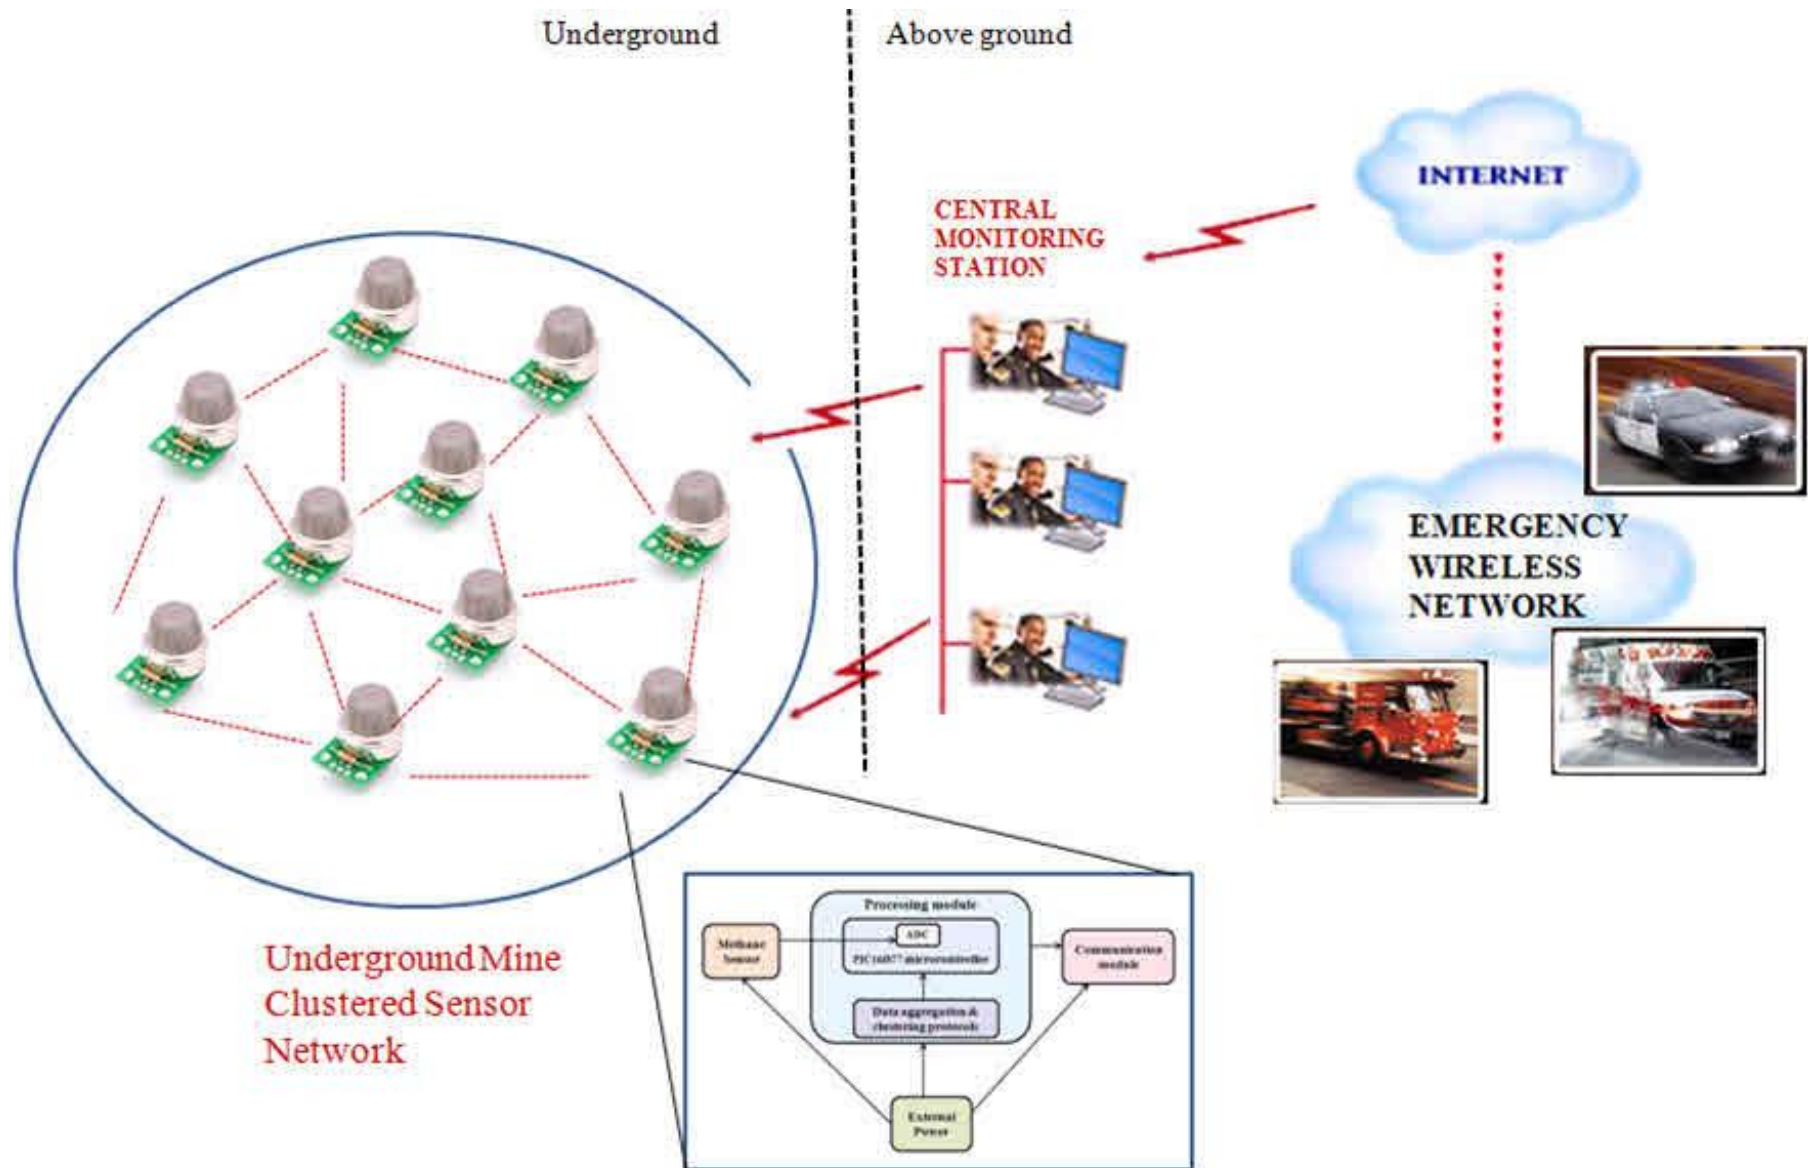 Underground
Above ground
INTERNET
CENTRAL
MONITORING
STATION
EMERGENCY
WIRELESS
NETWORK
Underground Mine
Clustered Sensor
Network
Processing module
ADC
microcontroller
Methane
Sensor
Communication
module
Data aggregation &
clustering protocols
External
Power